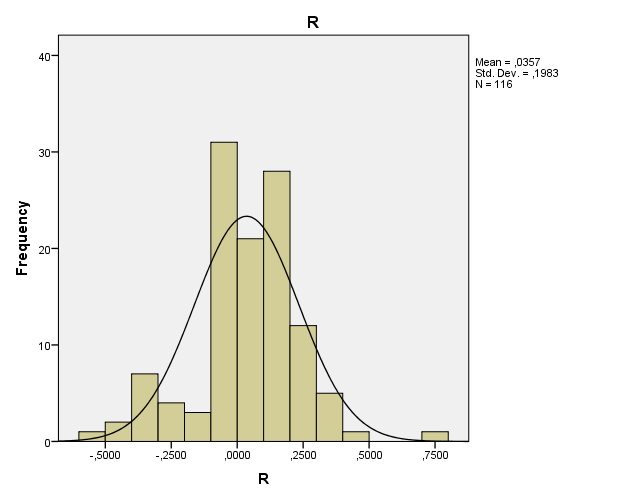 R
Mean = ,0357
Std. Dev. = ,1983
N = 116
40
30
20
10
0
Frequency
-,5000 -,2500 ,0000 ,2500 ,5000 ,7500
R